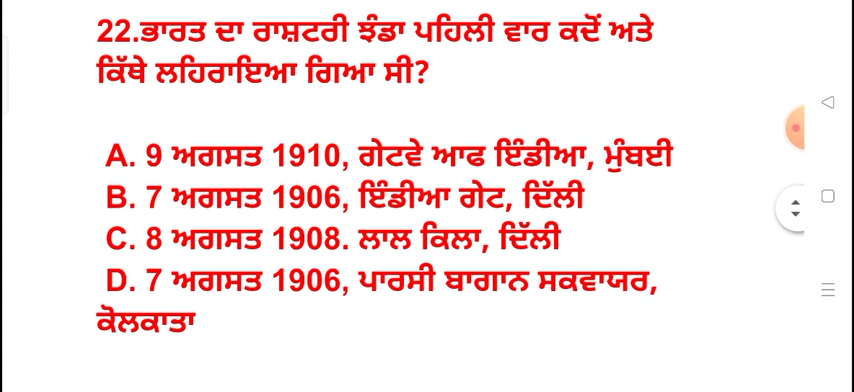 22.ਭਾਰਤ ਦਾ ਰਾਸ਼ਟਰੀ ਝੰਡਾ ਪਹਿਲੀ ਵਾਰ ਕਦੋਂ ਅਤੇ
ਕਿੱਥੇ ਲਹਿਰਾਇਆ ਗਿਆ ਸੀ?
A. 9 ਅਗਸਤ 1910, ਗੇਟਵੇ ਆਫ ਇੰਡੀਆ, ਮੁੰਬਈ
B. 7 ਅਗਸਤ 1906, ਇੰਡੀਆ ਗੇਟ, ਦਿੱਲੀ
C. 8 ਅਗਸਤ 1908. ਲਾਲ ਕਿਲਾ, ਦਿੱਲੀ
D. 7 ਅਗਸਤ 1906, ਪਾਰਸੀ ਬਾਗਾਨ ਸਕਵਾਯਰ,
ਕੋਲਕਾਤਾ